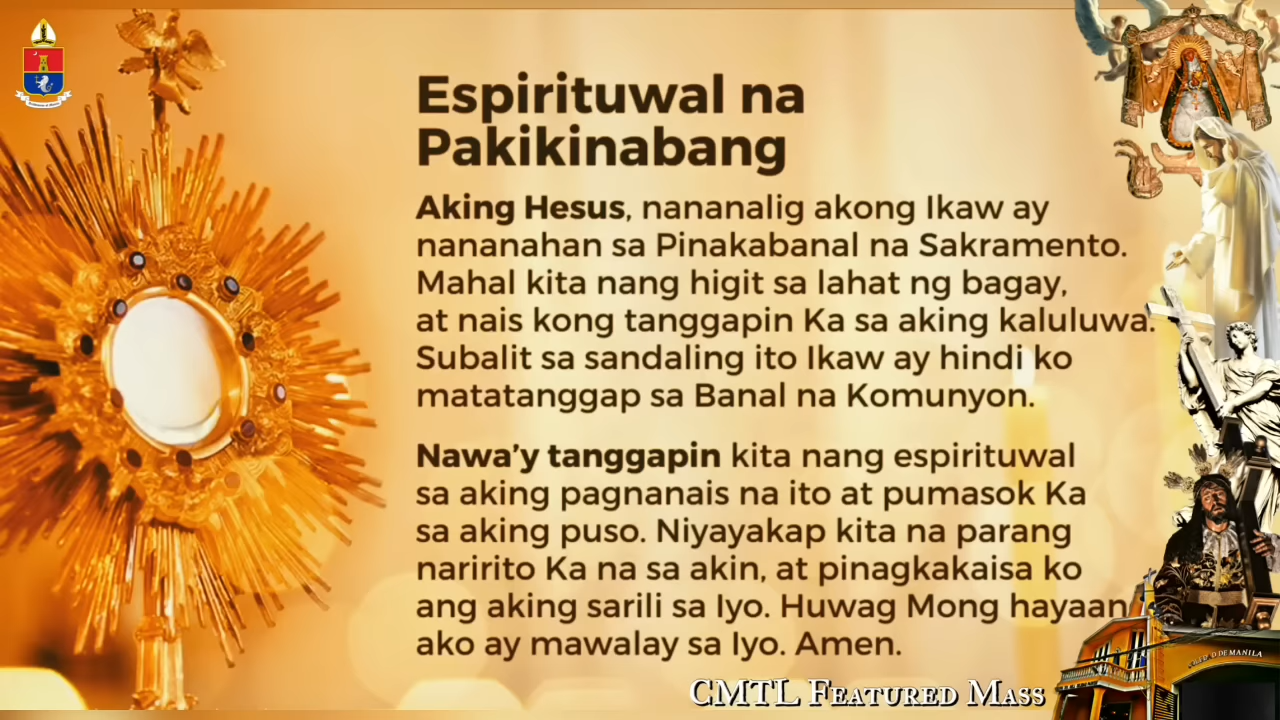 Espirituwal na
Pakikinabang
Aking Hesus, nananalig akong Ikaw ay
nananahan sa Pinakabanal na Sakramento.
Mahal kita nang higit sa lahat ng bagay,
at nais kong tanggapin Ka sa aking kaluluwa.
Subalit sa sandaling ito Ikaw ay hindi ko
matatanggap sa Banal na Komunyon.
Nawa’y tanggapin kita nang espirituwal
sa aking pagnanais na ito at pumasok Ka
sa aking puso. Niyayakap kita na parang
naririto Ka na sa akin, at pinagkakaisa ko
ang aking sarili sa Iyo. Huwag Mong hayaan
ako ay mawalay sa Iyo. Amen.
CMTL Featured Mass
DE MANILA